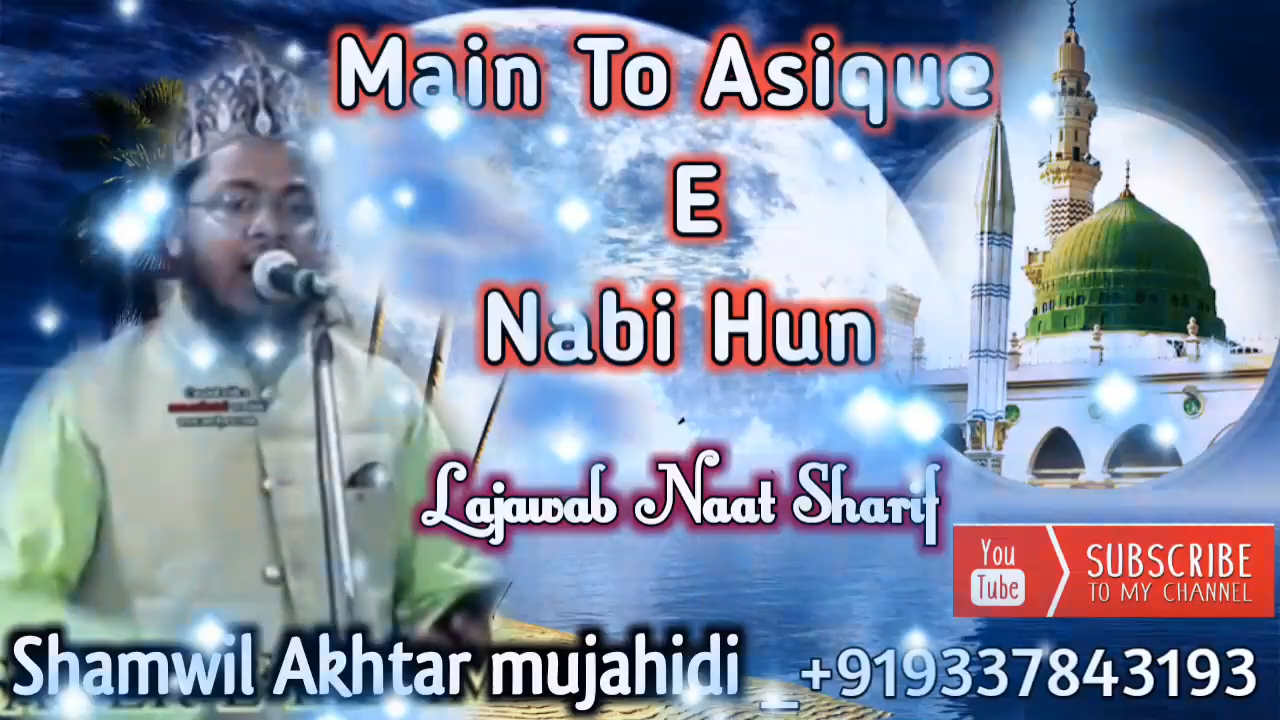 Main To Asique
E
Nabi Hun
Lajawab Naat Sharif
You
Tube
SUBSCRIBE
TO MY CHANNEL
Shamwil Akhtar mujahidi _+919337843193